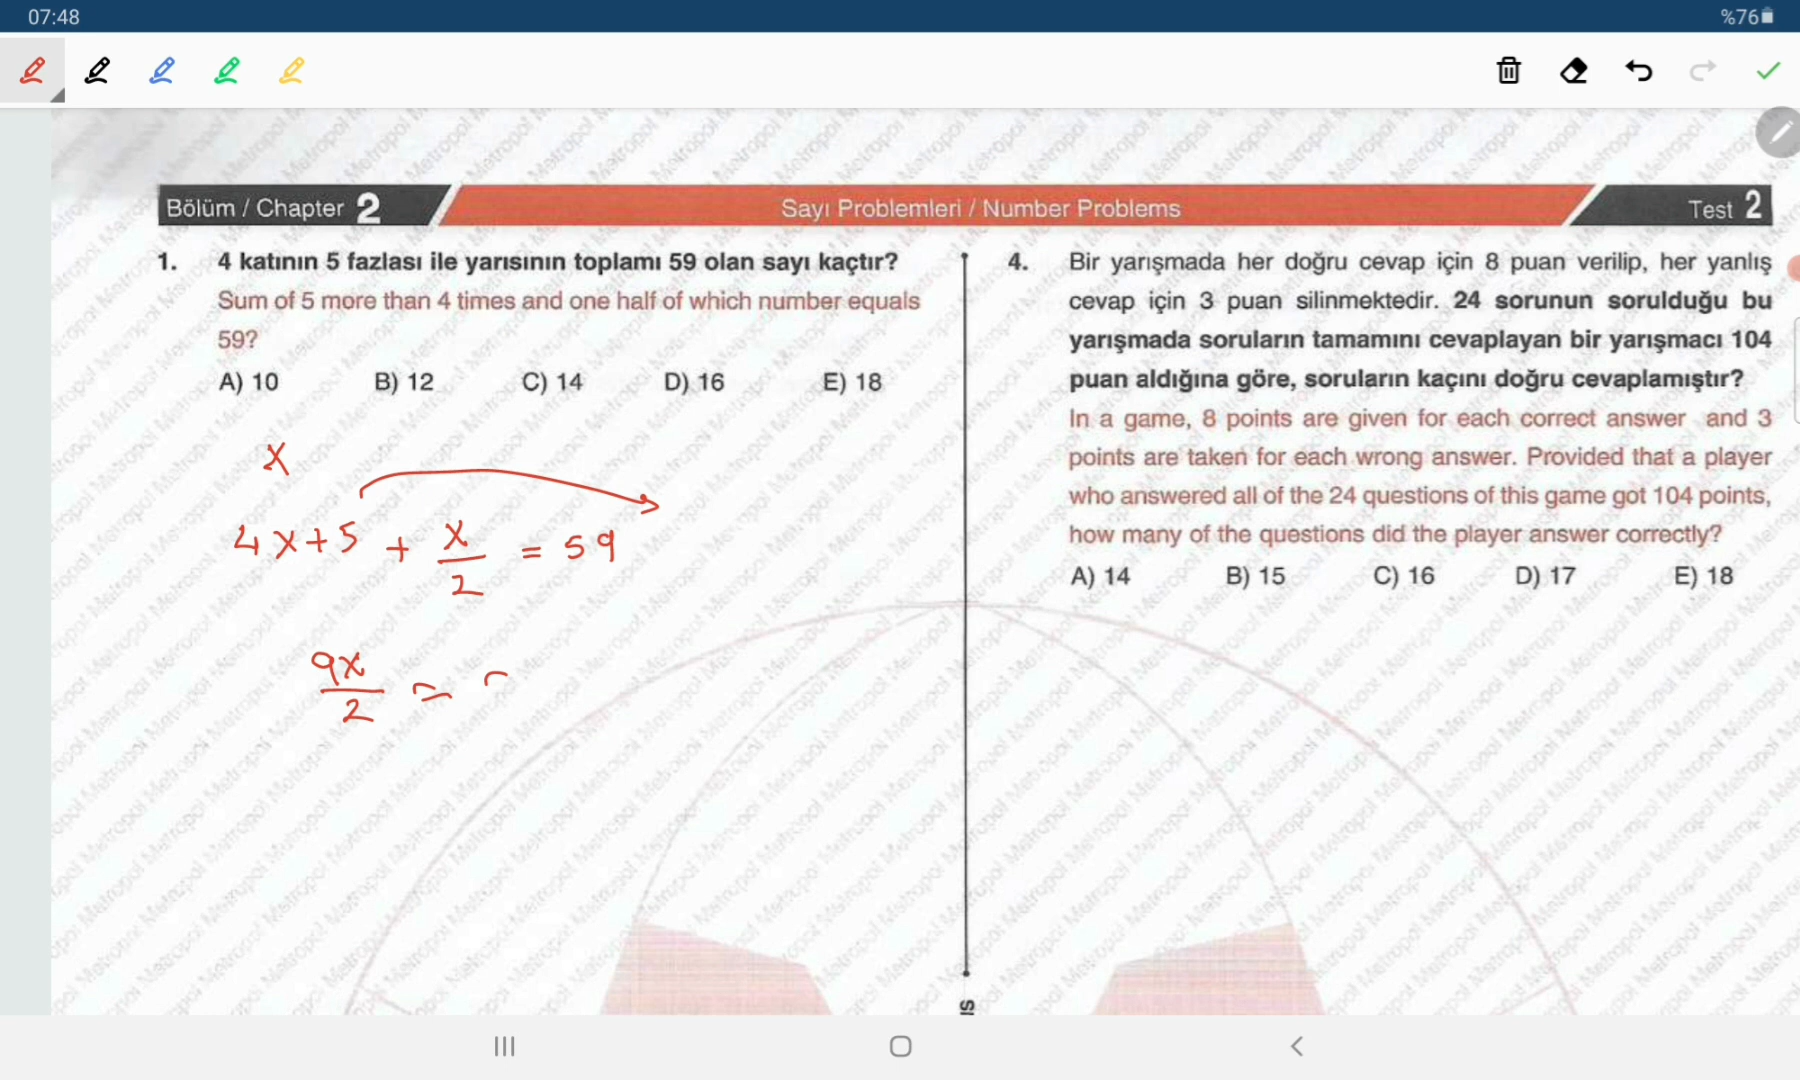 07:48
%76
Bölüm / Chapter 2
Sayı Problemleri / Number Problems
Test 2
1. 4 katının 5 fazlası ile yarısının toplamı 59 olan sayı kaçtır?
Sum of 5 more than 4 times and one half of which number equals
59?
A) 10 B) 12 C) 14 D) 16 E) 18
x
4x+5 + x/2 = 59
9x/2 =
4. Bir yarışmada her doğru cevap için 8 puan verilip, her yanlış
cevap için 3 puan silinmektedir. 24 sorunun sorulduğu bu
yarışmada soruların tamamını cevaplayan bir yarışmacı 104
puan aldığına göre, soruların kaçını doğru cevaplamıştır?
In a game, 8 points are given for each correct answer and 3
points are taken for each wrong answer. Provided that a player
who answered all of the 24 questions of this game got 104 points,
how many of the questions did the player answer correctly?
A) 14 B) 15 C) 16 D) 17 E) 18